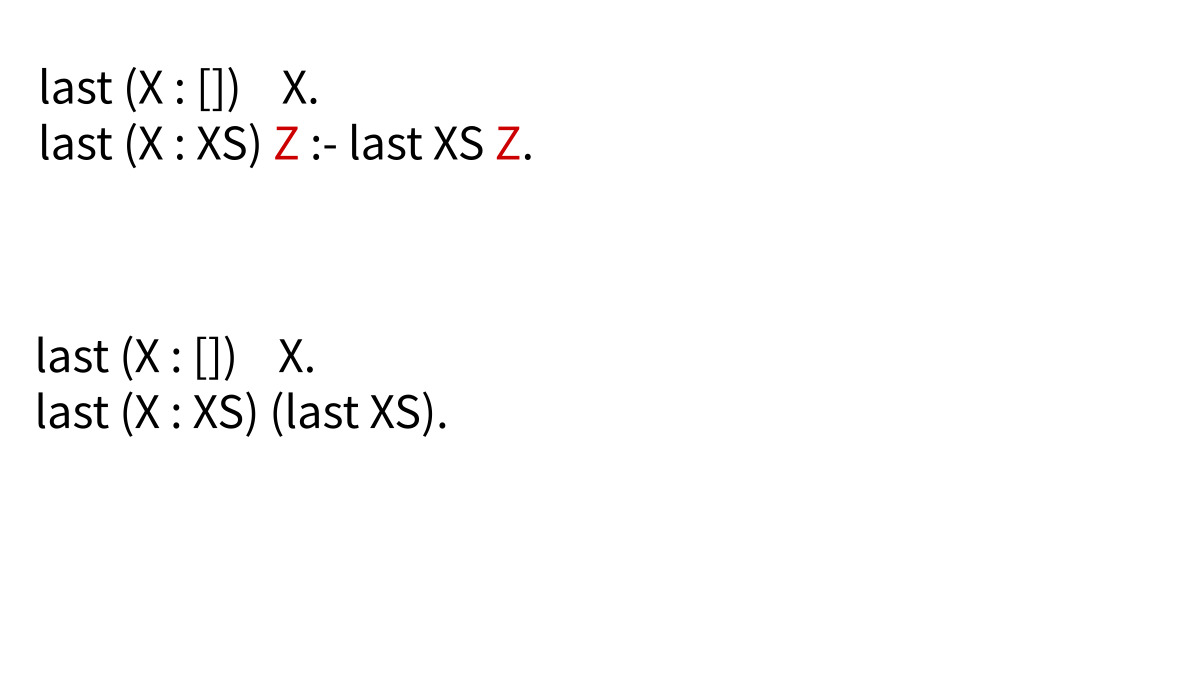 last (X : []) X.
last (X : XS) Z :- last XS Z.
last (X : []) X.
last (X : XS) (last XS).